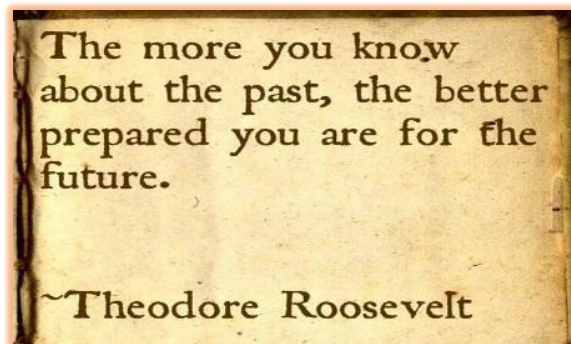 The more you know
about the past, the better
prepared you are for the
future.
~Theodore Roosevelt